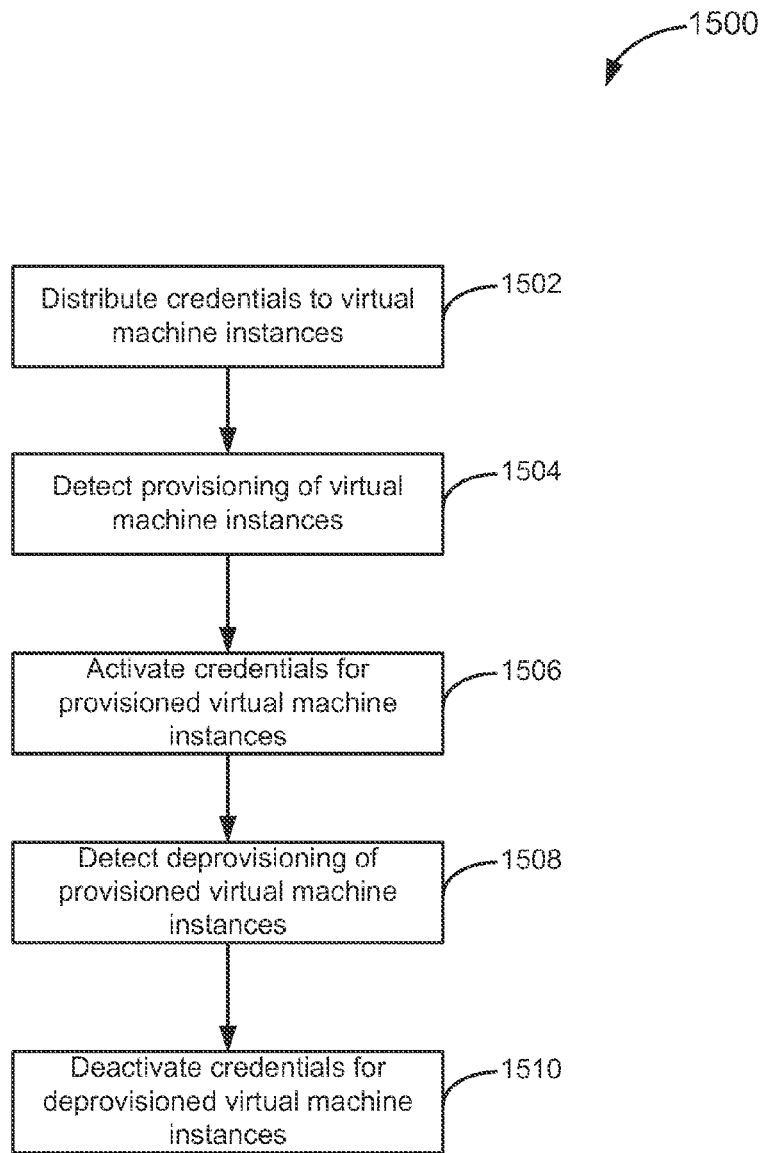 1500
Distribute credentials to virtual
machine instances
1502
Detect provisioning of virtual
machine instances
1504
Activate credentials for
provisioned virtual machine
instances
1506
Detect deprovisioning of
provisioned virtual machine
instances
1508
Deactivate credentials for
deprovisioned virtual machine
instances
1510